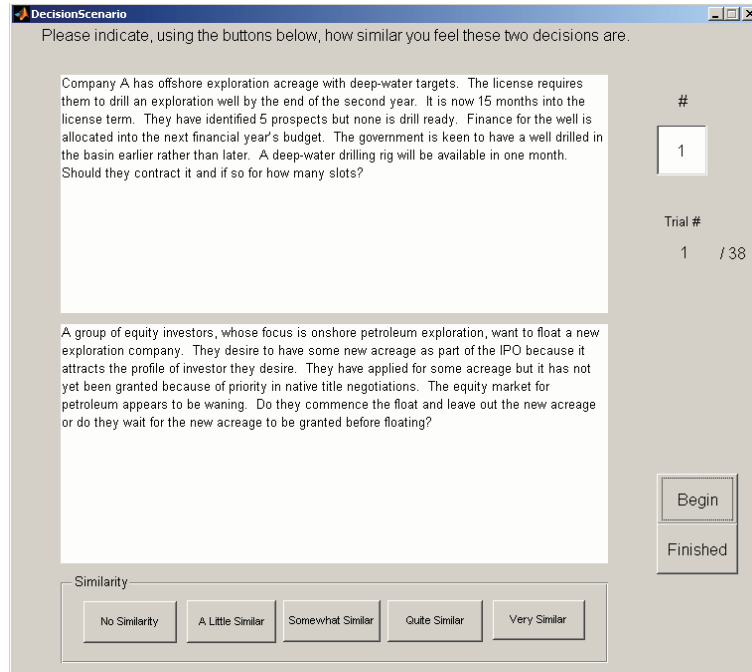 DecisionScenario
Please indicate, using the buttons below, how similar you feel these two decisions are.
Company A has offshore exploration acreage with deep-water targets. The license requires
them to drill an exploration well by the end of the second year. It is now 15 months into the
license term. They have identified 5 prospects but none is drill ready. Finance for the well is
allocated into the next financial year's budget. The government is keen to have a well drilled in
the basin earlier rather than later. A deep-water drilling rig will be available in one month.
Should they contract it and if so for how many slots?
#
1
Trial #
1 / 38
A group of equity investors, whose focus is onshore petroleum exploration, want to float a new
exploration company. They desire to have some new acreage as part of the IPO because it
attracts the profile of investor they desire. They have applied for some acreage but it has not
yet been granted because of priority in native title negotiations. The equity market for
petroleum appears to be waning. Do they commence the float and leave out the new acreage
or do they wait for the new acreage to be granted before floating?
Begin
Finished
Similarity
No Similarity A Little Similar Somewhat Similar Quite Similar Very Similar